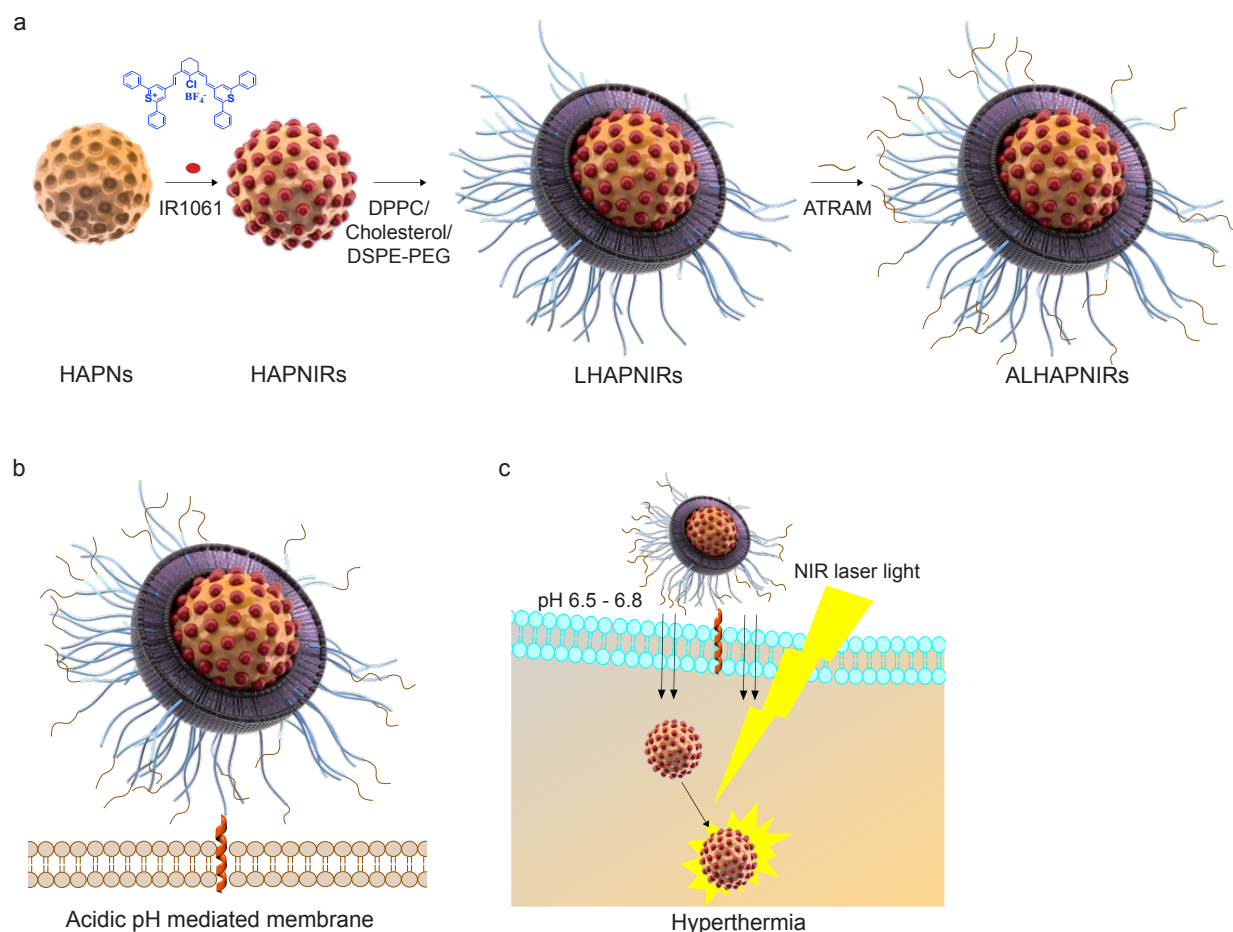 a
Cl
BF4-
S+
S
IR1061
DPPC/
Cholesterol/
DSPE-PEG
ATRAM
HAPNs
HAPNIRs
LHAPNIRs
ALHAPNIRs
b
Acidic pH mediated membrane
c
NIR laser light
pH 6.5 - 6.8
Hyperthermia